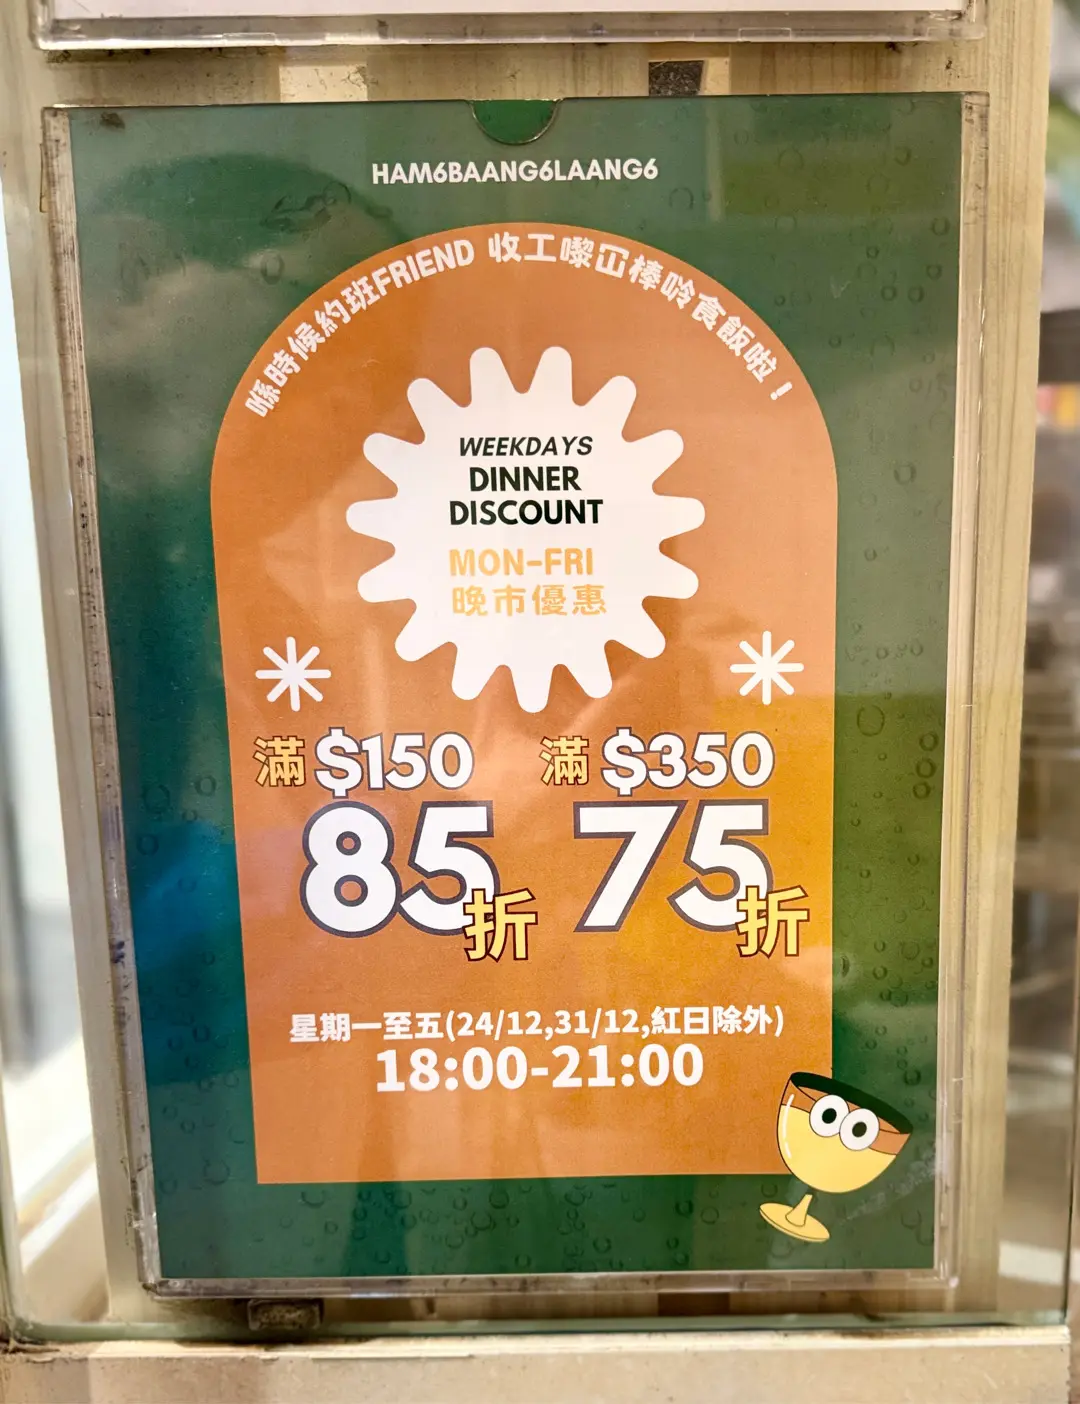 HAM6BAANG6LAANG6
係時候約班FRIEND 收工嚟冚棒唥食飯啦！
WEEKDAYS
DINNER
DISCOUNT
MON-FRI
晚市優惠
滿$150 滿$350
85折 75折
星期一至五(24/12,31/12,紅日除外)
18:00-21:00